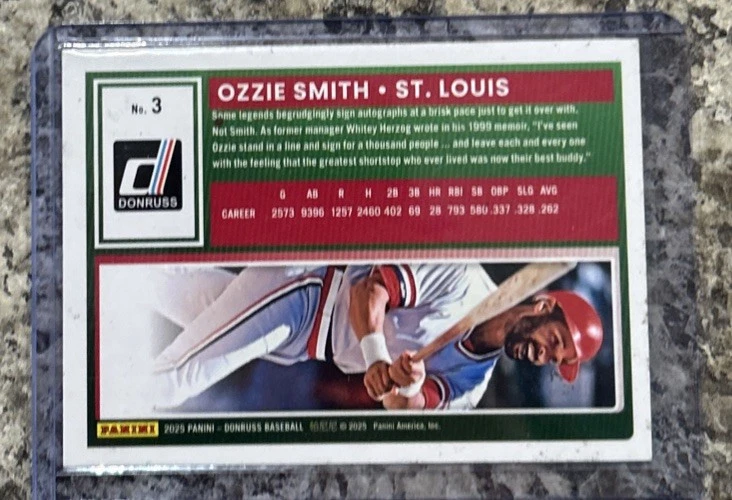 OZZIE SMITH • ST. LOUIS
No. 3
DONRUSS
Some legends begrudgingly sign autographs at a brisk pace just to get it over with.
Not Smith. As former manager Whitey Herzog wrote in his 1999 memoir, "I've seen
Ozzie stand in a line and sign for a thousand people ... and leave each and every one
with the feeling that the greatest shortstop who ever lived was now their best buddy."
G AB R H 2B 3B HR RBI SB OBP SLG AVG
CAREER 2573 9396 1257 2460 402 69 28 793 580 .337 .328 .262
PANINI 2025 PANINI – DONRUSS BASEBALL 帕尼尼 © 2025 Panini America, Inc.